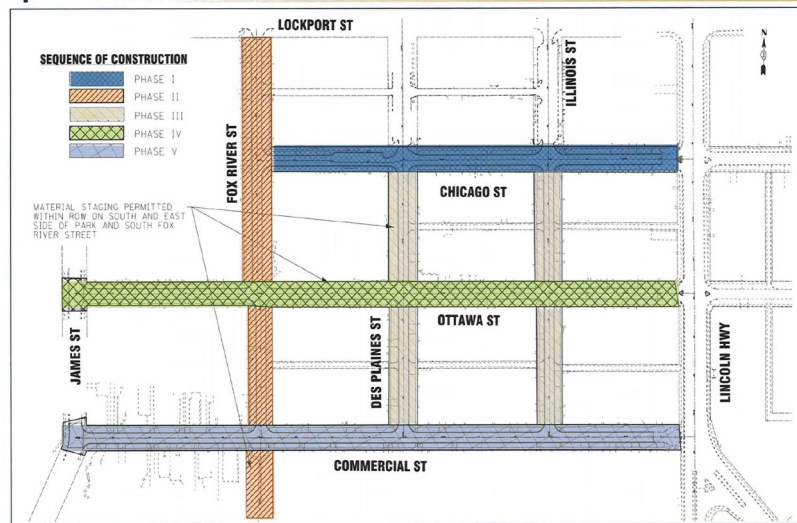 LOCKPORT ST
SEQUENCE OF CONSTRUCTION
PHASE I
PHASE II
PHASE III
PHASE IV
PHASE V
FOX RIVER ST
ILLINOIS ST
N
CHICAGO ST
MATERIAL STAGING PERMITTED
WITHIN ROW ON SOUTH AND EAST
SIDE OF PARK AND SOUTH FOX
RIVER STREET
OTTAWA ST
JAMES ST
DES PLAINES ST
LINCOLN HWY
COMMERCIAL ST